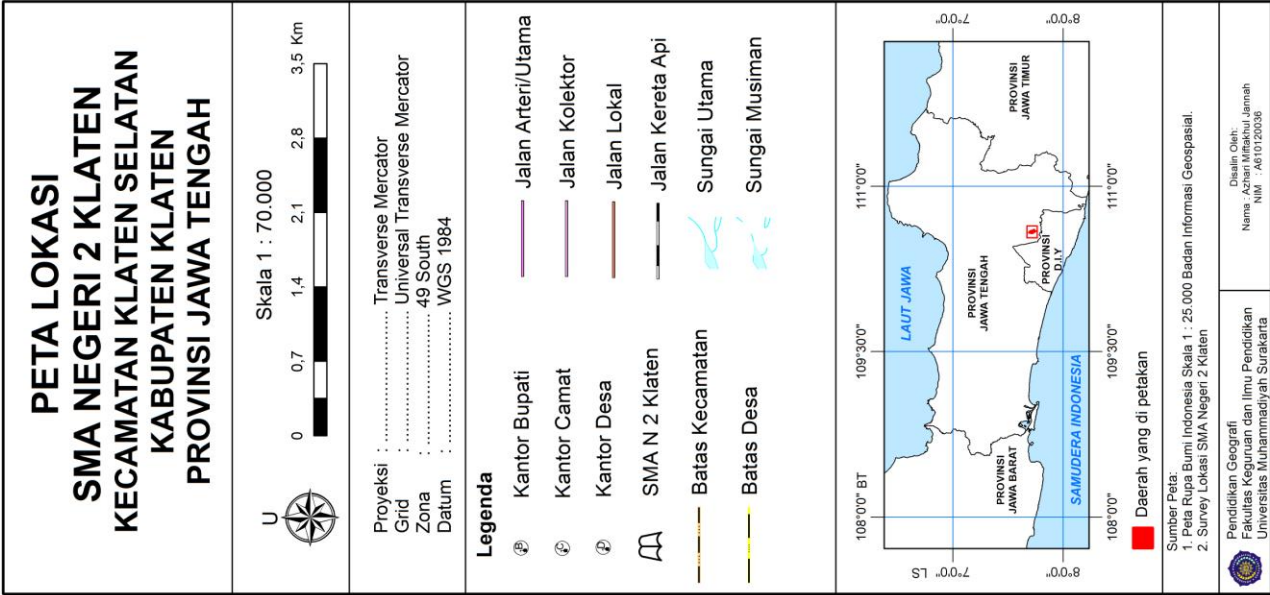 PETA LOKASI
SMA NEGERI 2 KLATEN
KECAMATAN KLATEN SELATAN
KABUPATEN KLATEN
PROVINSI JAWA TENGAH
U
Skala 1 : 70.000
0 0,7 1,4 2,1 2,8 3,5 Km
Proyeksi : ................ Transverse Mercator
Grid : ................ Universal Transverse Mercator
Zona : ................ 49 South
Datum : ................ WGS 1984
Legenda
B Kantor Bupati
C Kantor Camat
D Kantor Desa
SMA N 2 Klaten
Batas Kecamatan
Batas Desa
Jalan Arteri/Utama
Jalan Kolektor
Jalan Lokal
Jalan Kereta Api
Sungai Utama
Sungai Musiman
108°0'0" BT 109°30'0" 111°0'0"
LS 7°0'0" 7°0'0"
8°0'0" 8°0'0"
LAUT JAWA
PROVINSI
JAWA BARAT
PROVINSI
JAWA TENGAH
PROVINSI
D.I.Y
PROVINSI
JAWA TIMUR
SAMUDERA INDONESIA
108°0'0" 109°30'0" 111°0'0"
Daerah yang di petakan
Sumber Peta:
1. Peta Rupa Bumi Indonesia Skala 1 : 25.000 Badan Informasi Geospasial.
2. Survey Lokasi SMA Negeri 2 Klaten
Pendidikan Geografi
Fakultas Keguruan dan Ilmu Pendidikan
Universitas Muhammadiyah Surakarta
Disalin Oleh:
Nama : Azhari Miftakhul Jannah
NIM : A610120036